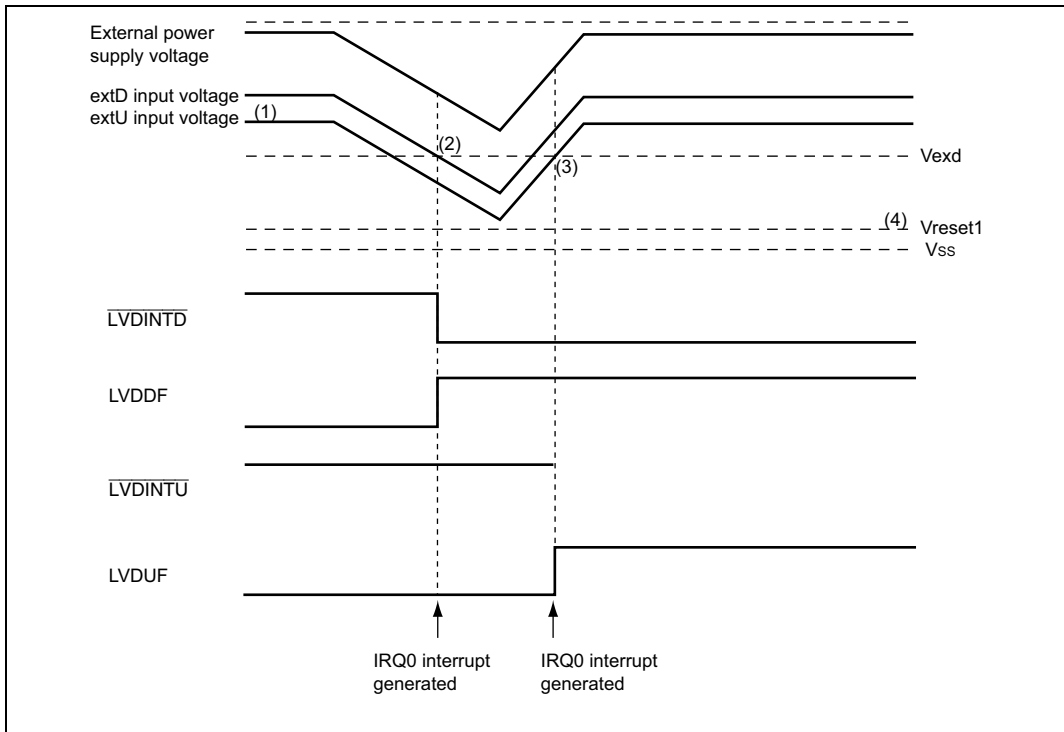 External power
supply voltage
extD input voltage
extU input voltage
(1)
(2)
(3)
Vexd
(4)
Vreset1
Vss
LVDINTD
LVDDF
LVDINTU
LVDUF
IRQ0 interrupt
generated
IRQ0 interrupt
generated